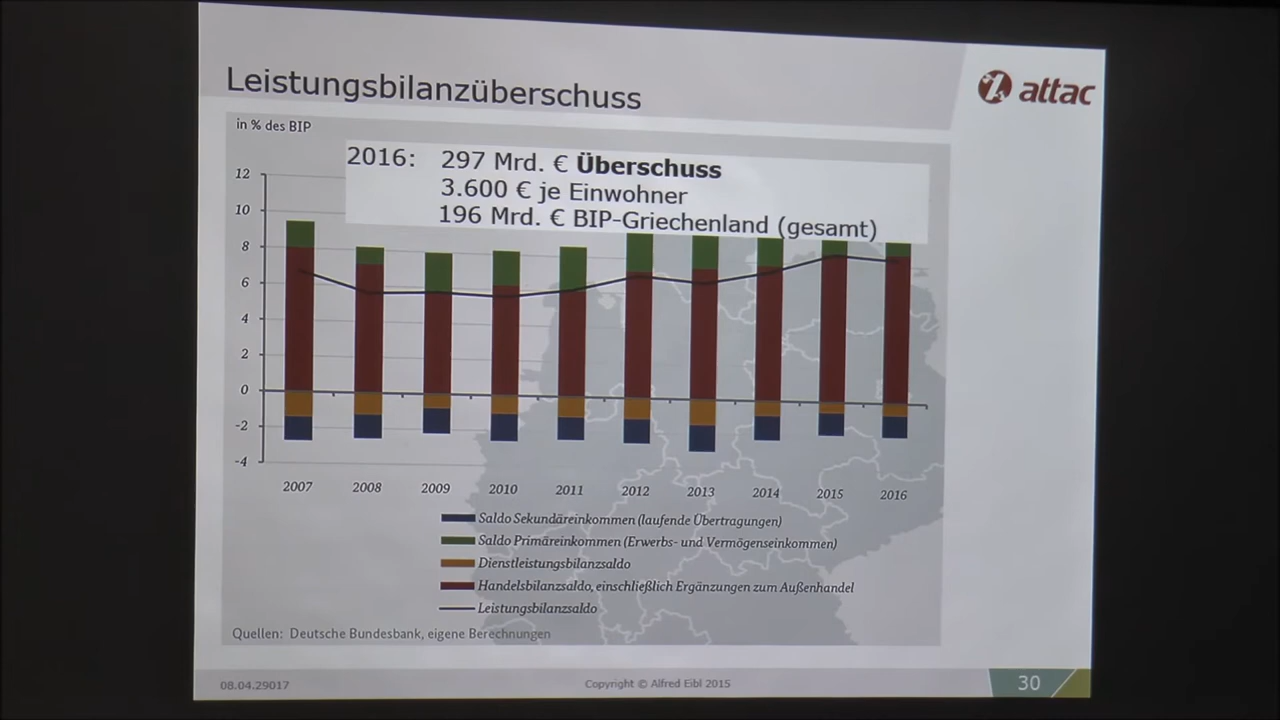 Leistungsbilanzüberschuss
attac
in % des BIP
2016: 297 Mrd. € Überschuss
3.600 € je Einwohner
196 Mrd. € BIP-Griechenland (gesamt)
12
10
8
6
4
2
0
-2
-4
2007 2008 2009 2010 2011 2012 2013 2014 2015 2016
Saldo Sekundäreinkommen (laufende Übertragungen)
Saldo Primäreinkommen (Erwerbs- und Vermögenseinkommen)
Dienstleistungsbilanzsaldo
Handelsbilanzsaldo, einschließlich Ergänzungen zum Außenhandel
Leistungsbilanzsaldo
Quellen: Deutsche Bundesbank, eigene Berechnungen
08.04.29017 Copyright © Alfred Eibl 2015 30